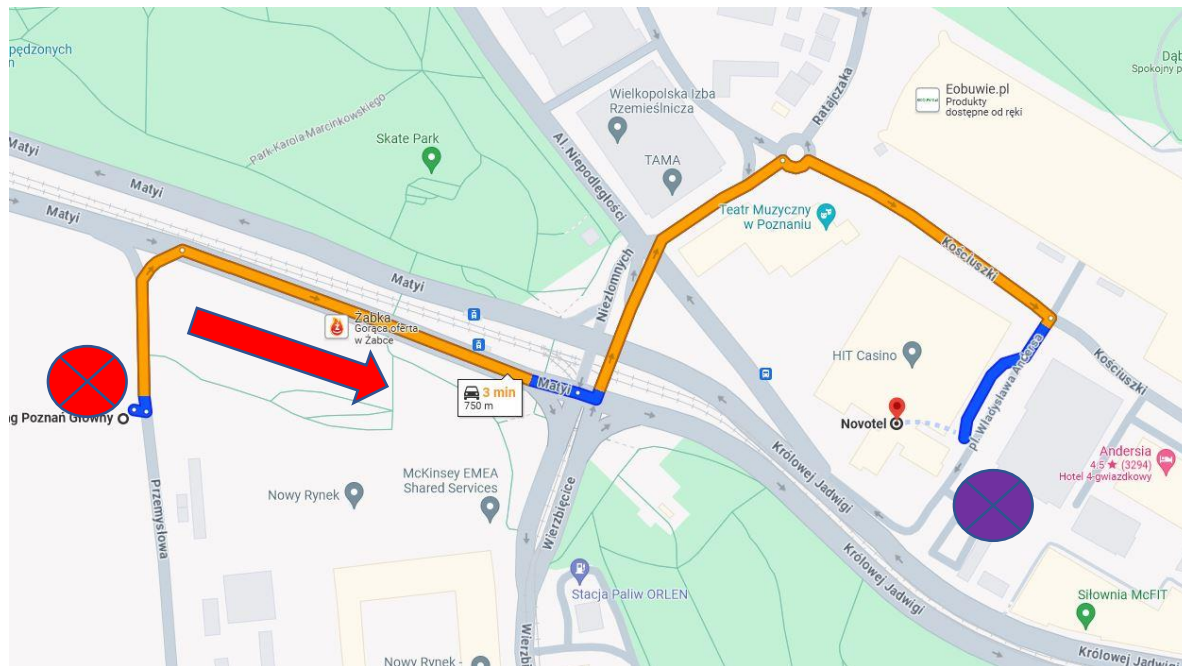 pędzonych
Matyi
Matyi
Matyi
Matyi
Park-Karola-Marcinkowskiego
Skate Park
Wielkopolska Izba
Rzemieślnicza
TAMA
Al. Niepodległości
Ratajczaka
Eobuwie.pl
Produkty
dostępne od ręki
Dąb
Spokojny p
Teatr Muzyczny
w Poznaniu
Niezłomnych
Kościuszki
Kościuszki
Żabka
Gorąca oferta
w Żabce
3 min
750 m
Matyi
HIT Casino
Novotel
pl. Władysława Andersa
Andersia
4,5 ★ (3294)
Hotel 4-gwiazdkowy
ng Poznań Główny
Przemysłowa
Nowy Rynek
McKinsey EMEA
Shared Services
Wierzbięcice
Królowej Jadwigi
Królowej Jadwigi
Stacja Paliw ORLEN
Siłownia McFIT
Królowej Jadwigi
Nowy Rynek -
Wierzbi